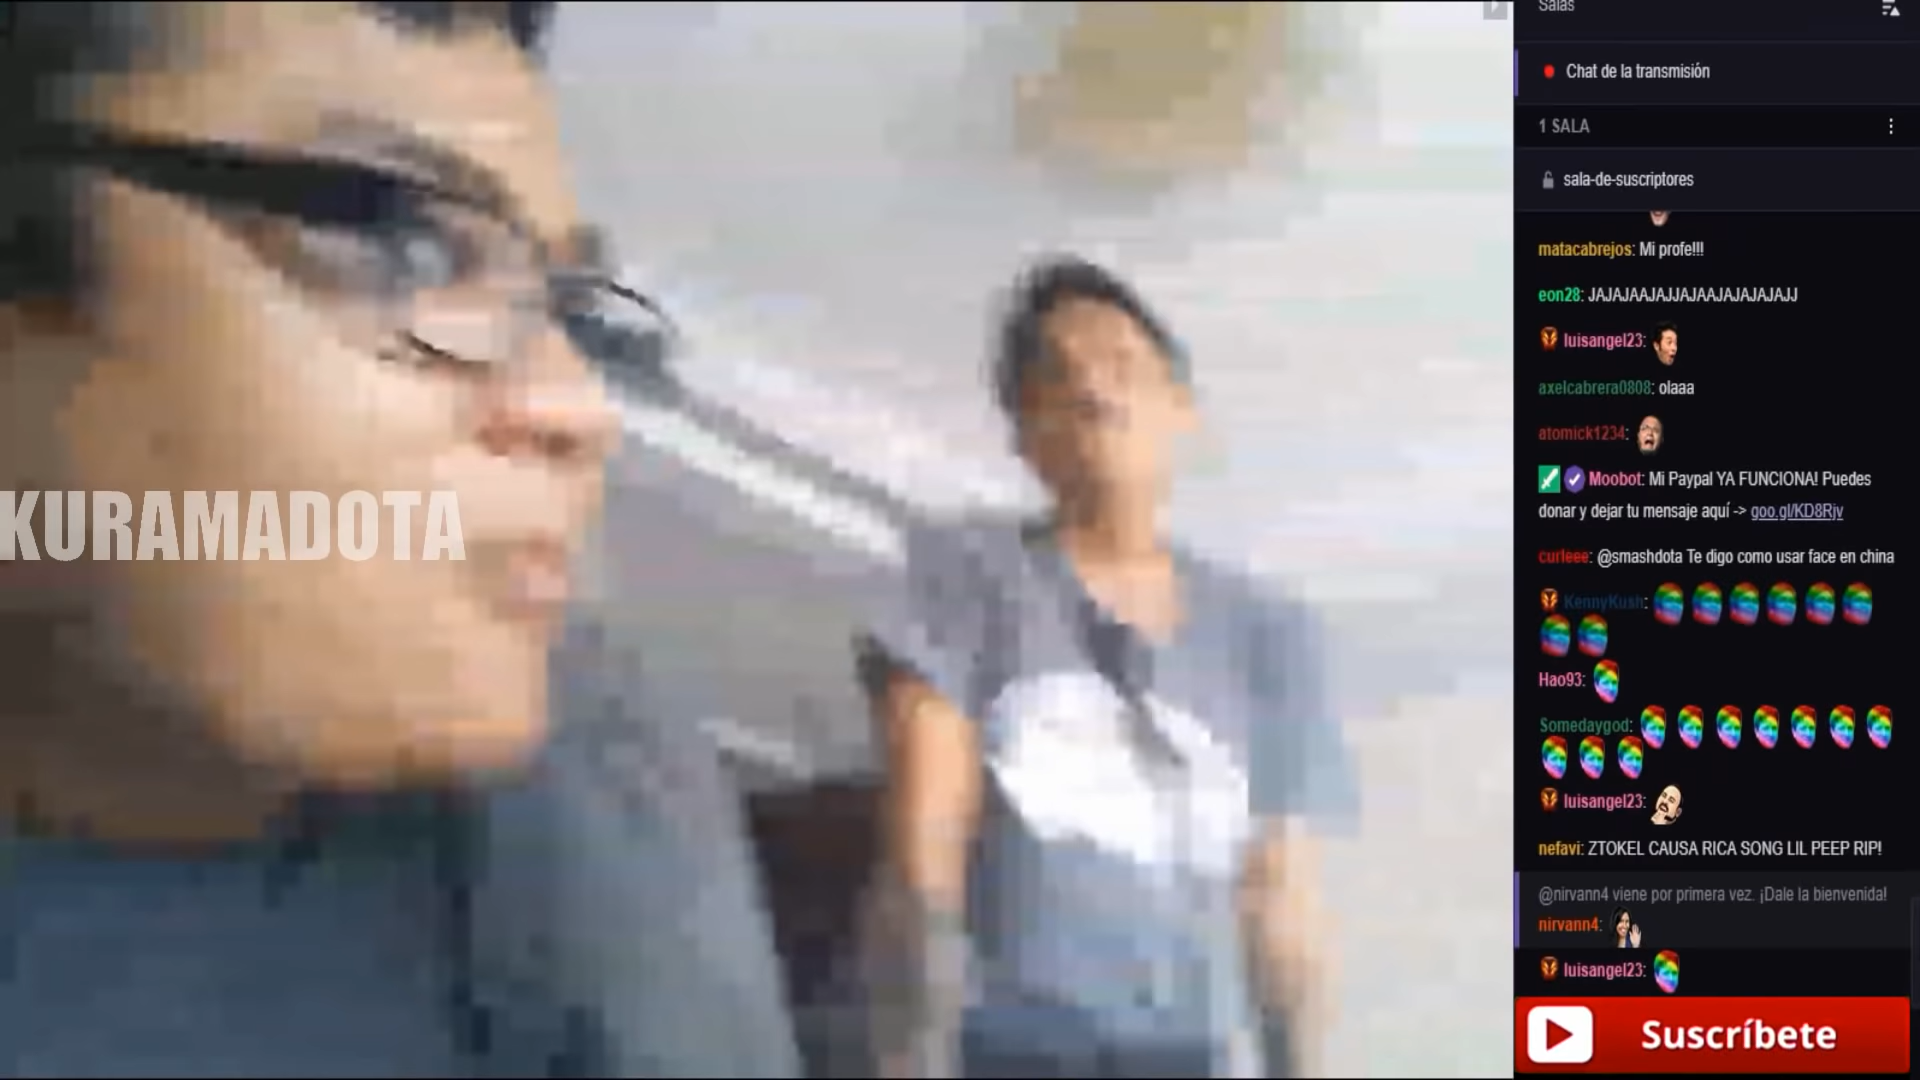 Salas
Chat de la transmisión
1 SALA
sala-de-suscriptores
matacabrejos: Mi profe!!!
eon28: JAJAJAAJAJJAJAAJAJAJAJAJJ
luisangel23:
axelcabrera0808: olaaa
atomick1234:
Moobot: Mi Paypal YA FUNCIONA! Puedes
donar y dejar tu mensaje aquí -> goo.gl/KD8Rjv
curleee: @smashdota Te digo como usar face en china
KennyKush:
Hao93:
Somedaygod:
luisangel23:
nefavi: ZTOKEL CAUSA RICA SONG LIL PEEP RIP!
@nirvann4 viene por primera vez. ¡Dale la bienvenida!
nirvann4:
luisangel23:
Suscríbete
KURAMADOTA